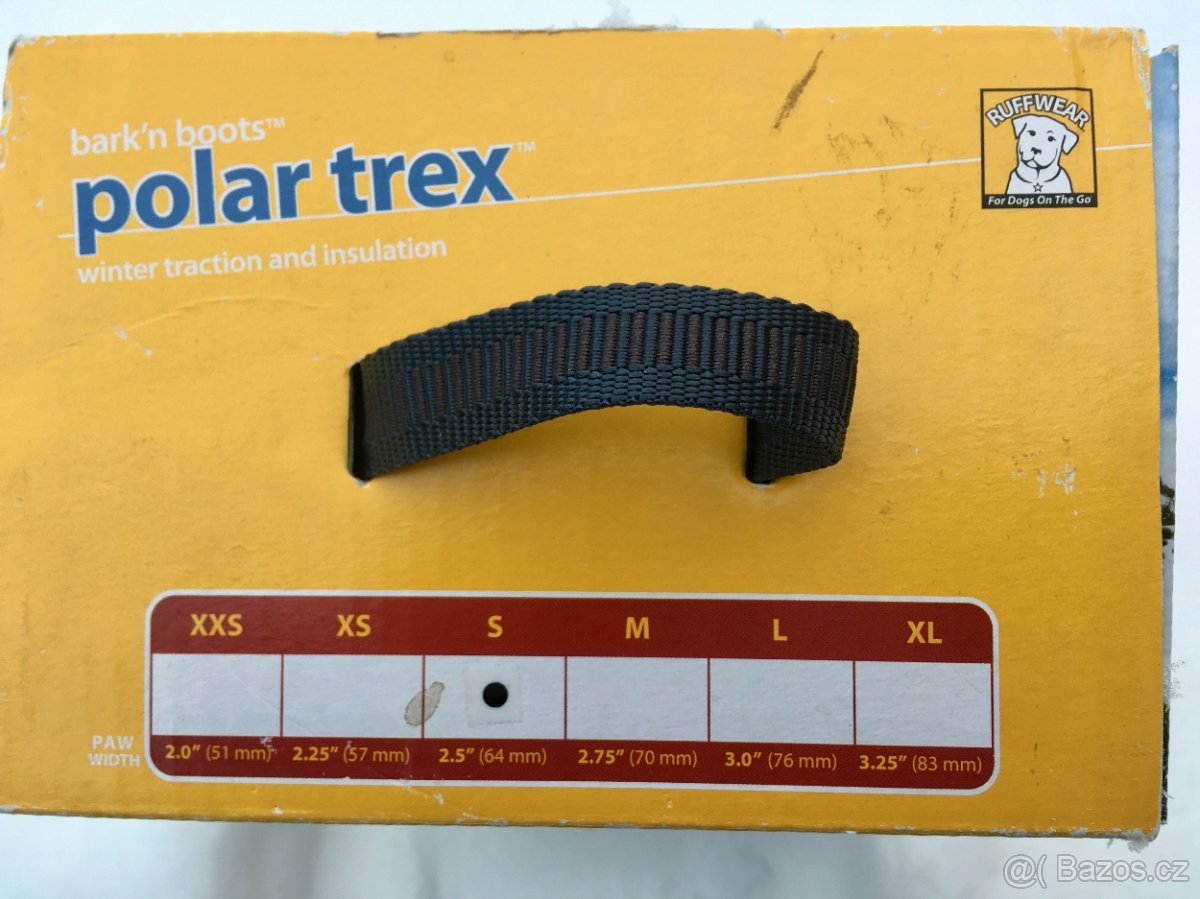 bark'n boots™
polar trex™
winter traction and insulation
RUFFWEAR
For Dogs On The Go
XXS XS S M L XL
PAW WIDTH 2.0" (51 mm) 2.25" (57 mm) 2.5" (64 mm) 2.75" (70 mm) 3.0" (76 mm) 3.25" (83 mm)
@( Bazos.cz